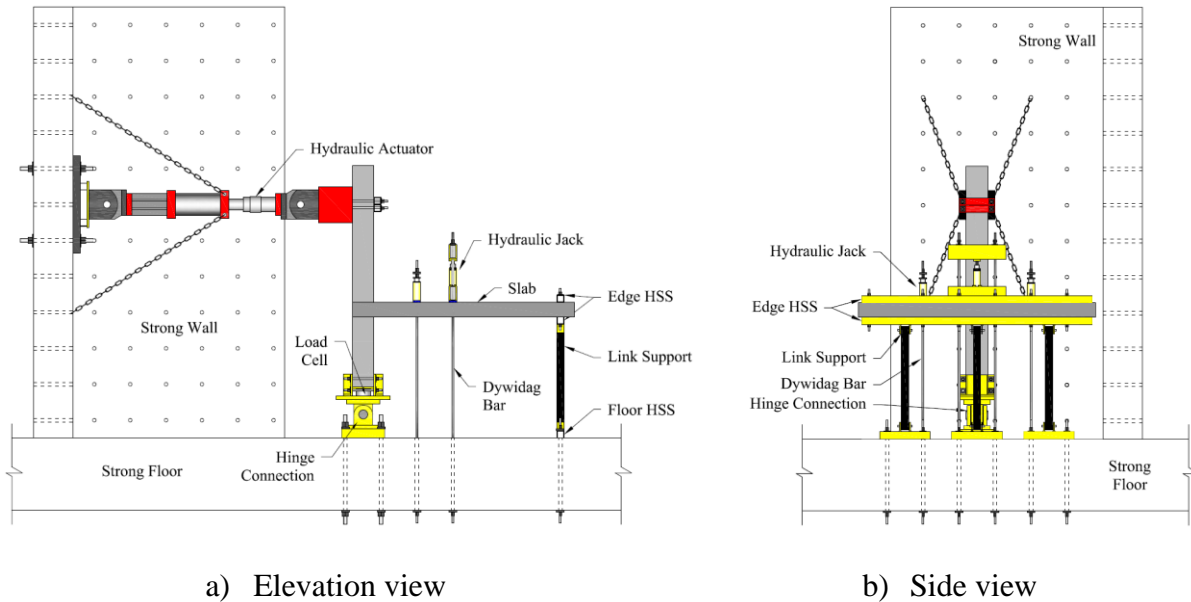 Hydraulic Actuator
Hydraulic Jack
Slab
Edge HSS
Strong Wall
Load
Cell
Link Support
Dywidag
Bar
Floor HSS
Hinge
Connection
Strong Floor
a) Elevation view
Strong Wall
Hydraulic Jack
Edge HSS
Link Support
Dywidag Bar
Hinge Connection
Strong
Floor
b) Side view